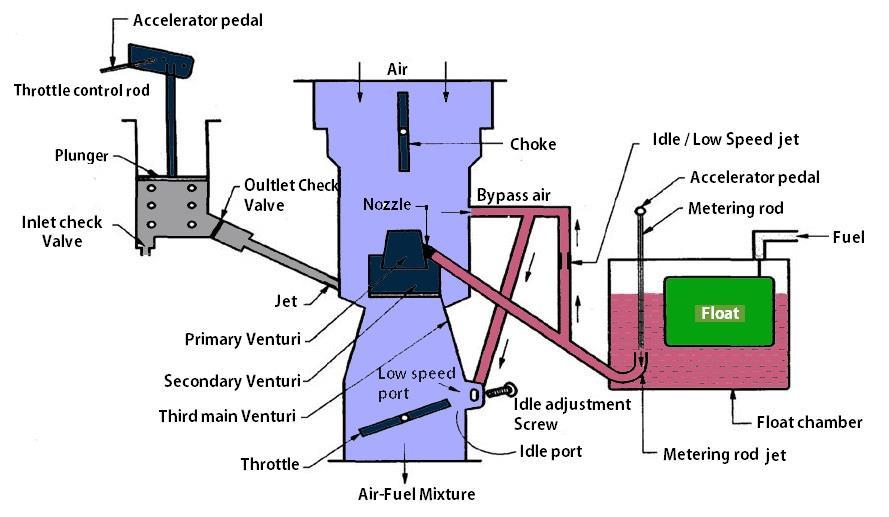 Accelerator pedal
Air
Throttle control rod
Choke
Idle / Low Speed jet
Plunger
Oultlet Check
Valve
Nozzle
Bypass air
Accelerator pedal
Metering rod
Inlet check
Valve
Fuel
Jet
Float
Primary Venturi
Secondary Venturi
Low speed
port
Third main Venturi
Idle adjustment
Screw
Float chamber
Throttle
Idle port
Metering rod jet
Air-Fuel Mixture